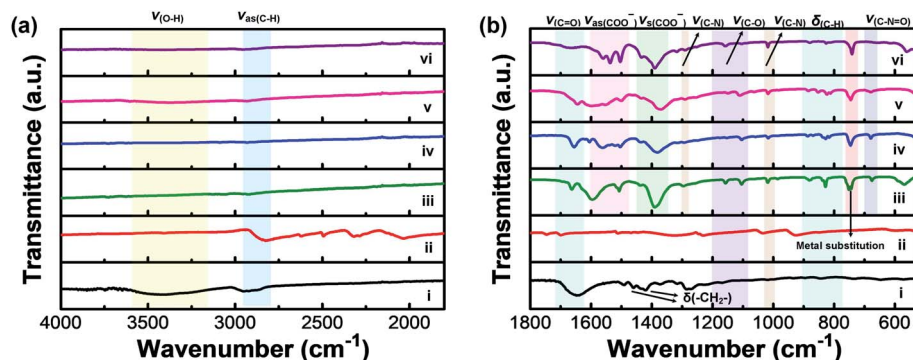 (a)
ν(O-H)
νas(C-H)
Transmittance (a.u.)
vi
v
iv
iii
ii
i
4000 3500 3000 2500 2000
Wavenumber (cm⁻¹)
(b)
ν(C=O) νas(COO⁻) νs(COO⁻) ν(C-N) ν(C-O) ν(C-N) δ(C-H) ν(C-N=O)
Transmittance (a.u.)
vi
v
iv
iii
ii
Metal substitution
i
δ(-CH₂-)
1800 1600 1400 1200 1000 800 600
Wavenumber (cm⁻¹)